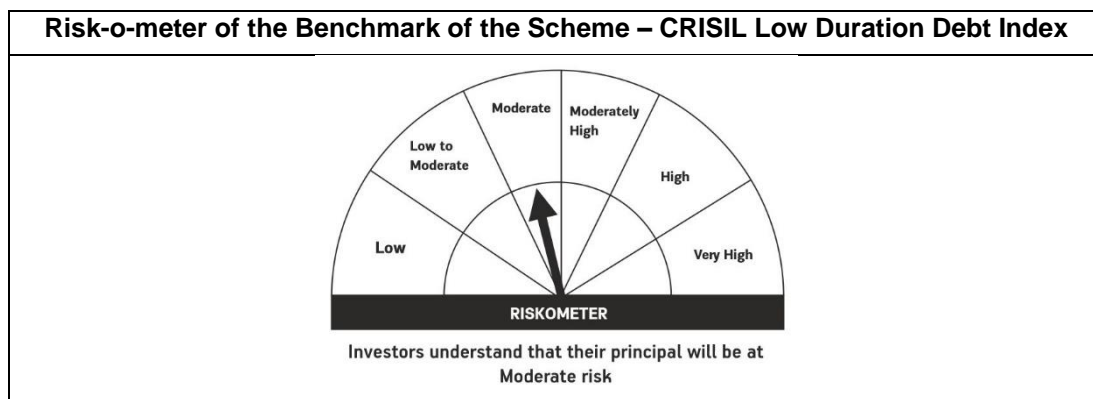 Risk-o-meter of the Benchmark of the Scheme – CRISIL Low Duration Debt Index
Low
Low to
Moderate
Moderate
Moderately
High
High
Very High
RISKOMETER
Investors understand that their principal will be at
Moderate risk